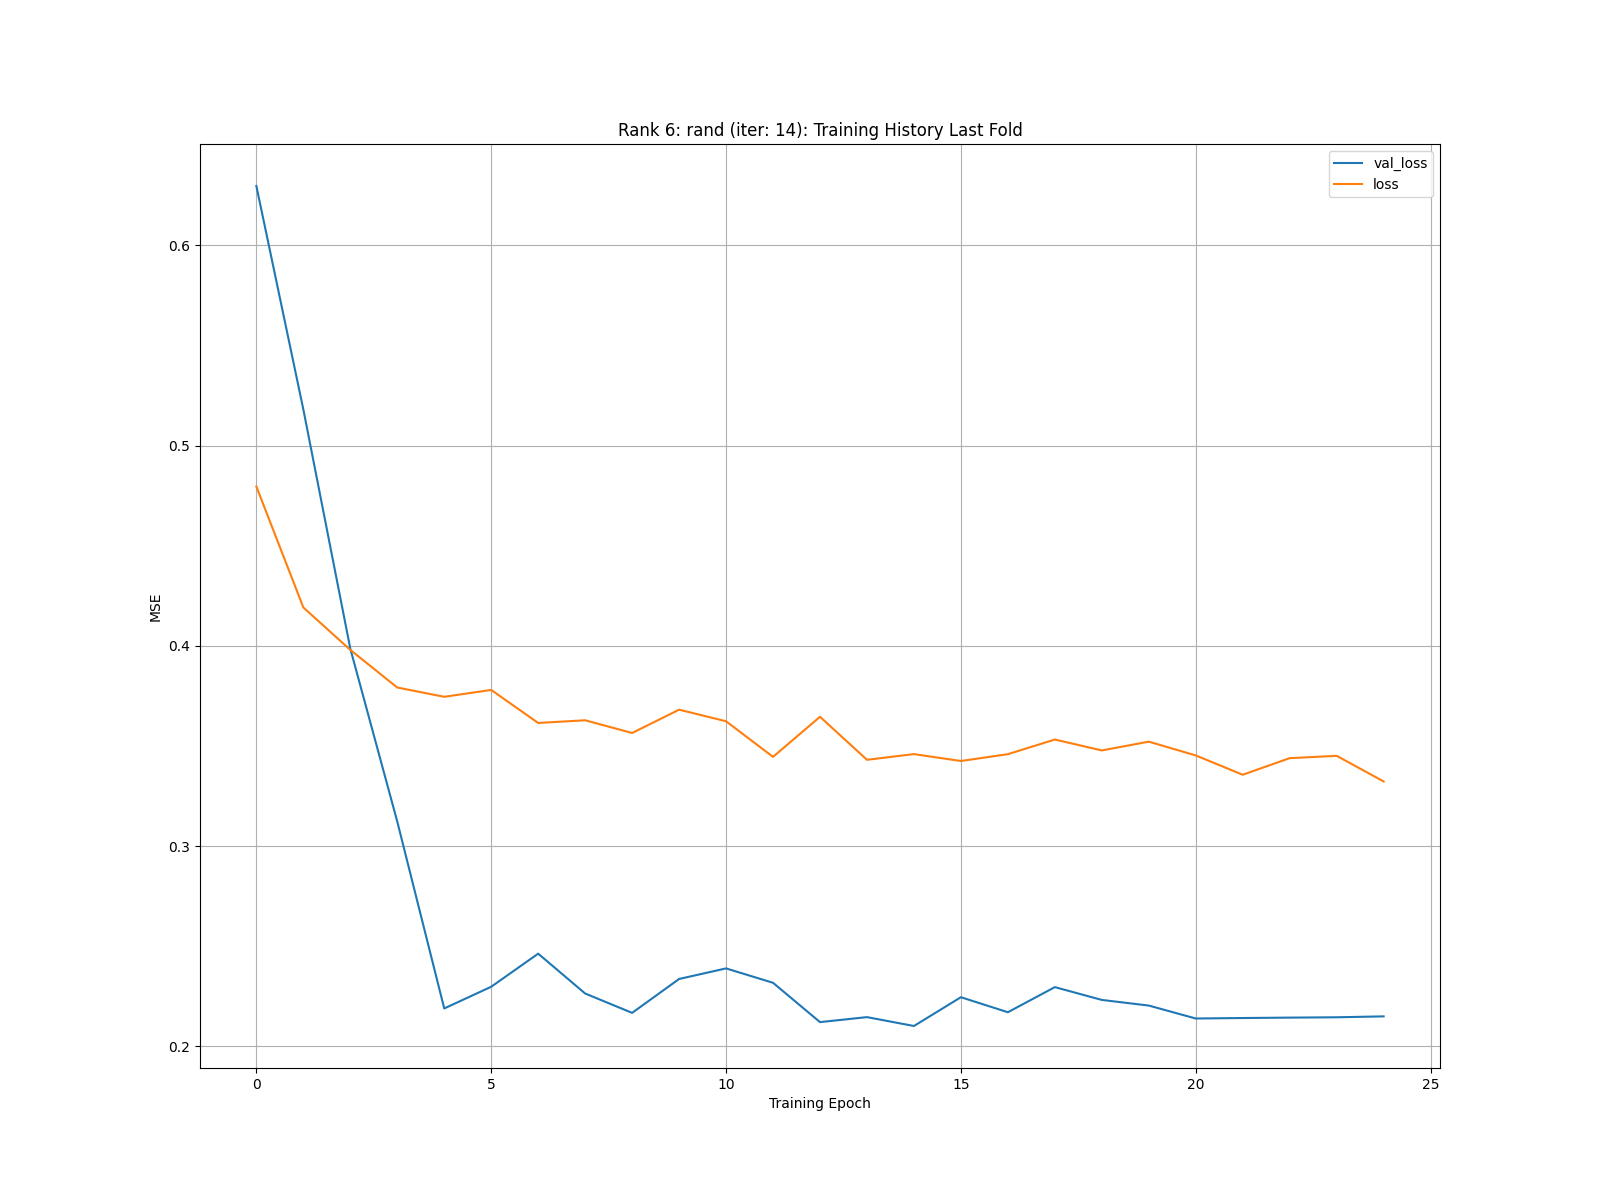 Rank 6: rand (iter: 14): Training History Last Fold
val_loss
loss
0.6
0.5
0.4
0.3
0.2
MSE
0 5 10 15 20 25
Training Epoch